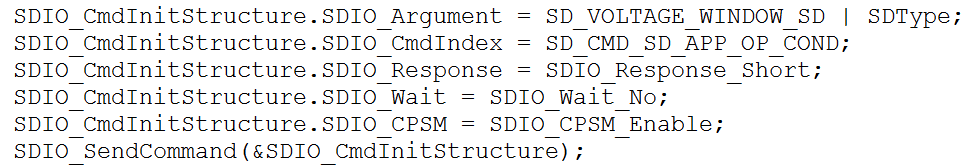 SDIO_CmdInitStructure.SDIO_Argument = SD_VOLTAGE_WINDOW_SD | SDType;
SDIO_CmdInitStructure.SDIO_CmdIndex = SD_CMD_SD_APP_OP_COND;
SDIO_CmdInitStructure.SDIO_Response = SDIO_Response_Short;
SDIO_CmdInitStructure.SDIO_Wait = SDIO_Wait_No;
SDIO_CmdInitStructure.SDIO_CPSM = SDIO_CPSM_Enable;
SDIO_SendCommand(&SDIO_CmdInitStructure);